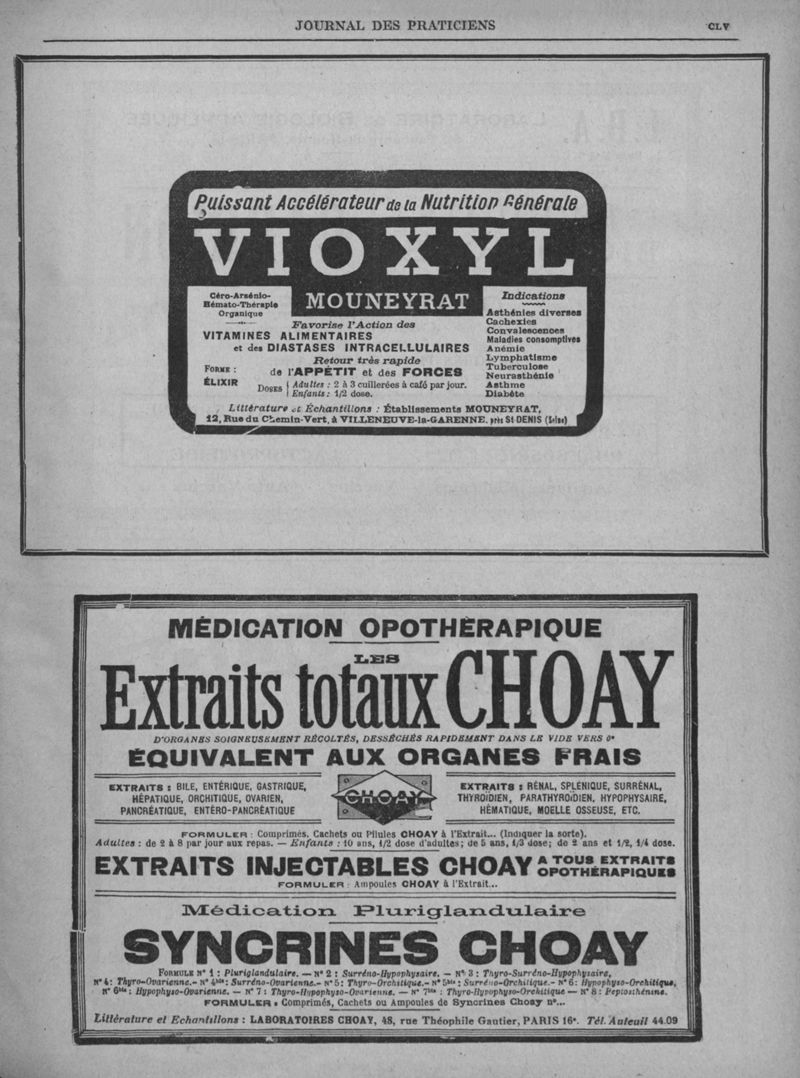 JOURNAL DES PRATICIENS
CLV
Puissant Accélérateur de la Nutrition Générale
VIOXYL
MOUNEYRAT
Céro-Arsénio-
Hémato-Thérapie
Organique
Favorise l'Action des
VITAMINES ALIMENTAIRES
et des DIASTASES INTRACELLULAIRES
Retour très rapide
de l'APPÉTIT et des FORCES
FORME :
ÉLIXIR
DOSES
Adultes : 2 à 3 cuillerées à café par jour.
Enfants : 1/2 dose.
Indications
Asthénies diverses
Cachexies
Convalescences
Maladies consomptives
Anémie
Lymphatisme
Tuberculose
Neurasthénie
Asthme
Diabète
Littérature et Échantillons : Établissements MOUNEYRAT,
12, Rue du Chemin-Vert, à VILLENEUVE-la-GARENNE, près St-DENIS (Seine)
MÉDICATION OPOTHÉRAPIQUE
LES
Extraits totaux CHOAY
D'ORGANES SOIGNEUSEMENT RÉCOLTÉS, DESSÉCHÉS RAPIDEMENT DANS LE VIDE VERS 0°
ÉQUIVALENT AUX ORGANES FRAIS
EXTRAITS : BILE, ENTÉRIQUE, GASTRIQUE,
HÉPATIQUE, ORCHITIQUE, OVARIEN,
PANCRÉATIQUE, ENTÉRO-PANCRÉATIQUE
CHOAY
EXTRAITS : RÉNAL, SPLÉNIQUE, SURRÉNAL,
THYROÏDIEN, PARATHYROÏDIEN, HYPOPHYSAIRE,
HÉMATIQUE, MOELLE OSSEUSE, ETC.
FORMULER : Comprimés, Cachets ou Pilules CHOAY à l'Extrait... (Indiquer la sorte).
Adultes : de 2 à 8 par jour aux repas. — Enfants : 10 ans, 1/2 dose d'adultes; de 5 ans, 1/3 dose; de 2 ans et 1/2, 1/4 dose.
EXTRAITS INJECTABLES CHOAY A TOUS EXTRAITS OPOTHÉRAPIQUES
FORMULER : Ampoules CHOAY à l'Extrait...
Médication Pluriglandulaire
SYNCRINES CHOAY
FORMULE N° 1 : Pluriglandulaire. — N° 2 : Surréno-Hypophysaire. — N° 3 : Thyro-Surréno-Hypophysaire,
N° 4 : Thyro-Ovarienne.- N° 4bis : Surréno-Ovarienne.- N° 5 : Thyro-Orchitique.- N° 5bis : Surréno-Orchitique.- N° 6 : Hypophyso-Orchitique,
N° 6bis : Hypophyso-Ovarienne. — N° 7 : Thyro-Hypophyso-Ovarienne. — N° 7bis : Thyro-Hypophyso-Orchitique — N° 8 : Peptosthénine.
FORMULER : Comprimés, Cachets ou Ampoules de Syncrines Choay n°...
Littérature et Echantillons : LABORATOIRES CHOAY, 48, rue Théophile Gautier, PARIS 16°. Tél. Auteuil 44.09